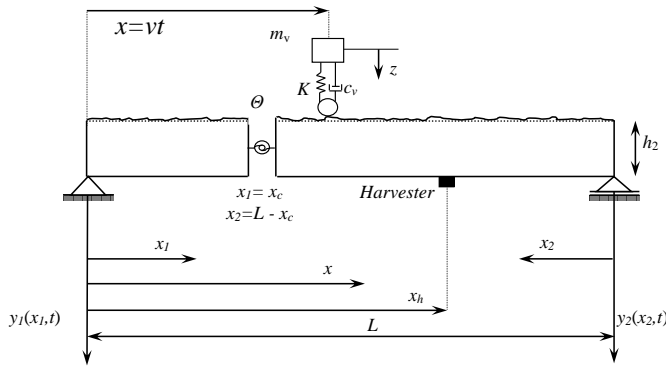 x=vt
m_v
z
K
c_v
Θ
h_2
x_1= x_c
x_2=L - x_c
Harvester
x_1
x_2
x
x_h
y_1(x_1,t)
L
y_2(x_2,t)